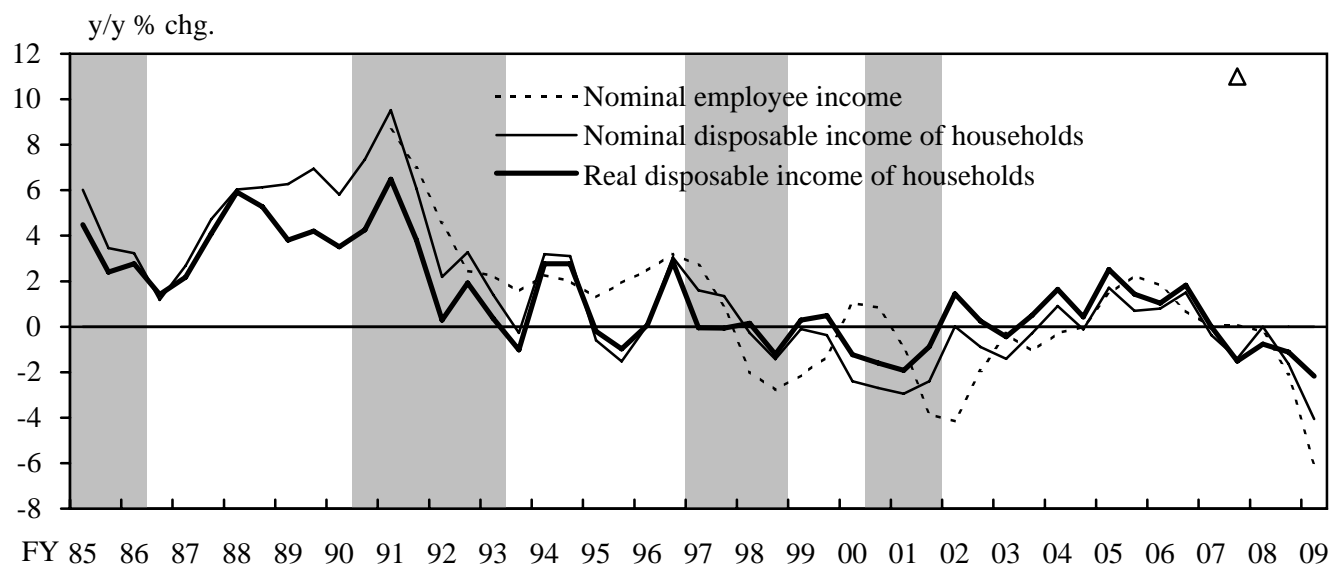 y/y % chg.
12
10
8
6
4
2
0
-2
-4
-6
-8
Nominal employee income
Nominal disposable income of households
Real disposable income of households
FY 85 86 87 88 89 90 91 92 93 94 95 96 97 98 99 00 01 02 03 04 05 06 07 08 09